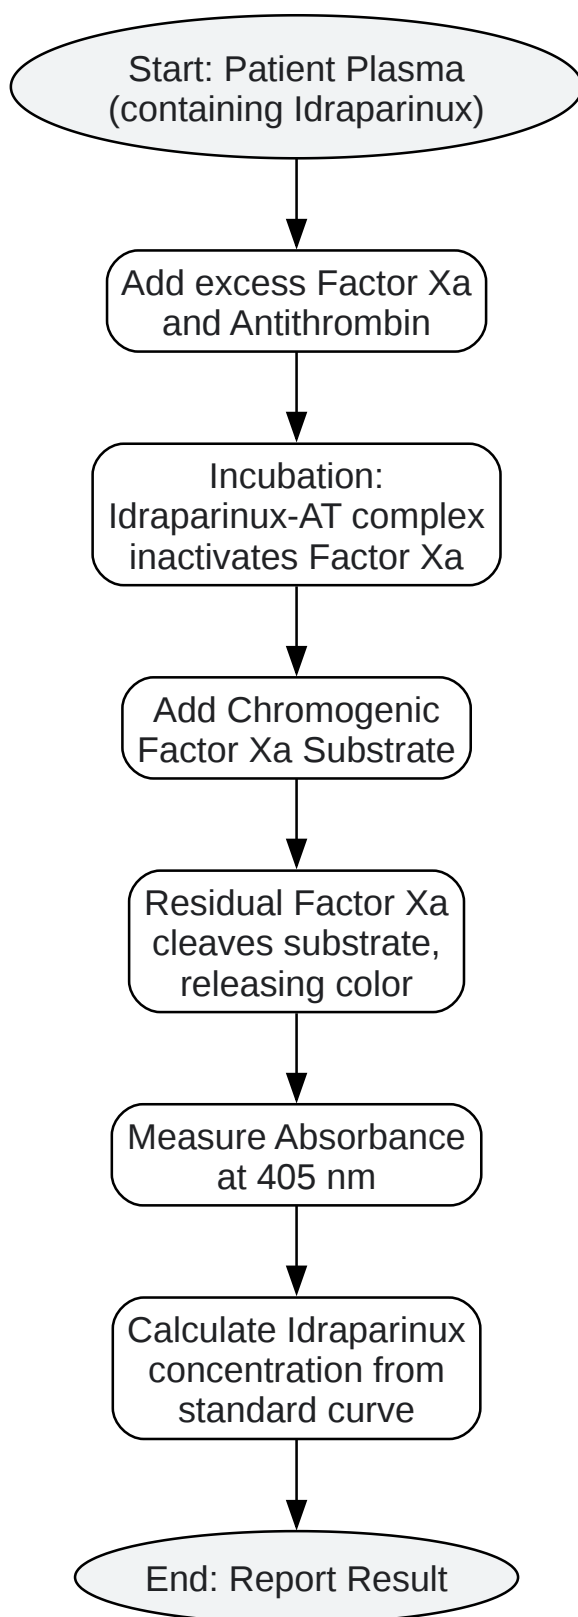 Start: Patient Plasma
(containing Idraparinux)
Add excess Factor Xa
and Antithrombin
Incubation:
Idraparinux-AT complex
inactivates Factor Xa
Add Chromogenic
Factor Xa Substrate
Residual Factor Xa
cleaves substrate,
releasing color
Measure Absorbance
at 405 nm
Calculate Idraparinux
concentration from
standard curve
End: Report Result